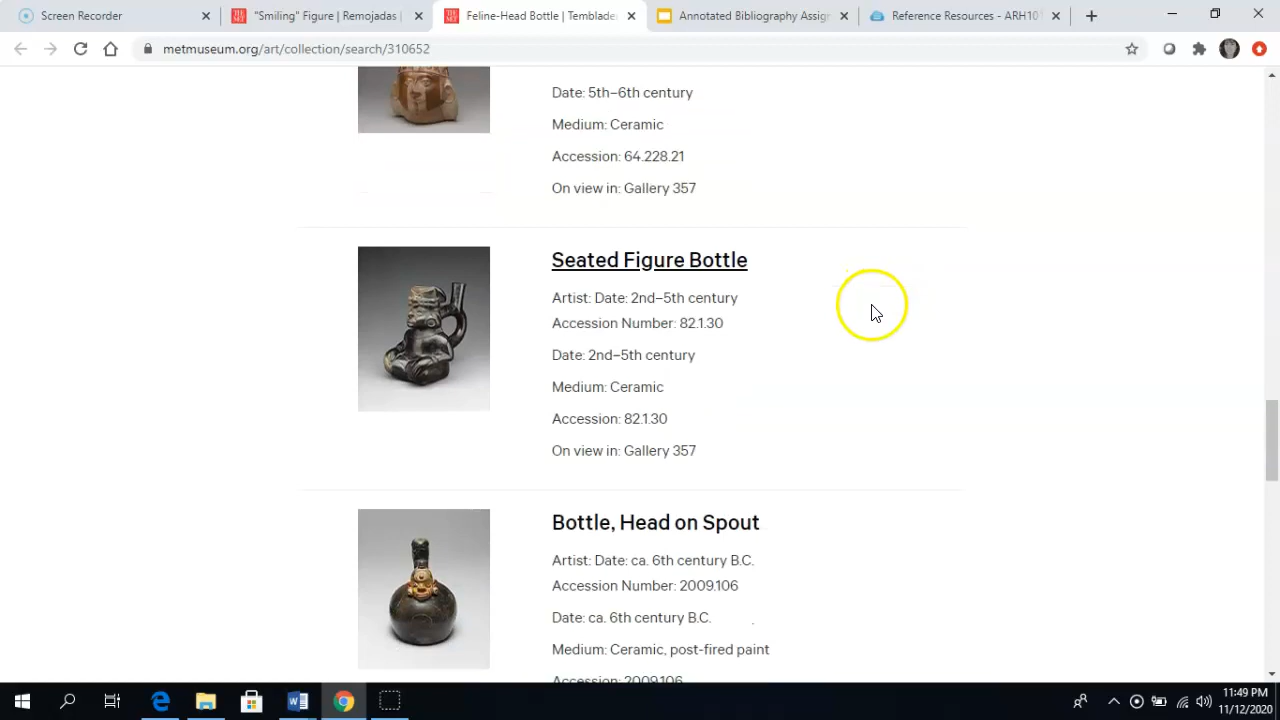 Screen Recorder
"Smiling" Figure | Remojadas |
Feline-Head Bottle | Temblade
Annotated Bibliography Assig
Reference Resources - ARH101
metmuseum.org/art/collection/search/310652
Date: 5th–6th century
Medium: Ceramic
Accession: 64.228.21
On view in: Gallery 357
Seated Figure Bottle
Artist: Date: 2nd–5th century
Accession Number: 82.1.30
Date: 2nd–5th century
Medium: Ceramic
Accession: 82.1.30
On view in: Gallery 357
Bottle, Head on Spout
Artist: Date: ca. 6th century B.C.
Accession Number: 2009.106
Date: ca. 6th century B.C.
Medium: Ceramic, post-fired paint
Accession: 2009.106
11:49 PM
11/12/2020